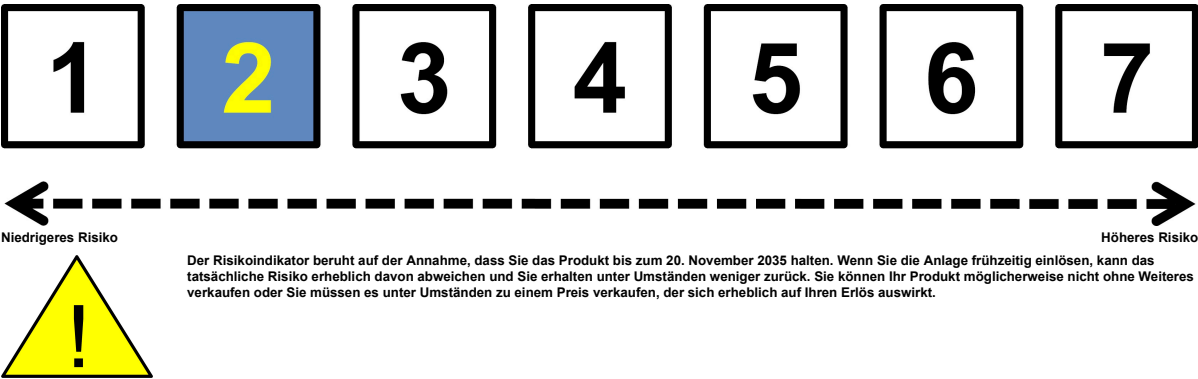 1 2 3 4 5 6 7
Niedrigeres Risiko Höheres Risiko
Der Risikoindikator beruht auf der Annahme, dass Sie das Produkt bis zum 20. November 2035 halten. Wenn Sie die Anlage frühzeitig einlösen, kann das
tatsächliche Risiko erheblich davon abweichen und Sie erhalten unter Umständen weniger zurück. Sie können Ihr Produkt möglicherweise nicht ohne Weiteres
verkaufen oder Sie müssen es unter Umständen zu einem Preis verkaufen, der sich erheblich auf Ihren Erlös auswirkt.
!